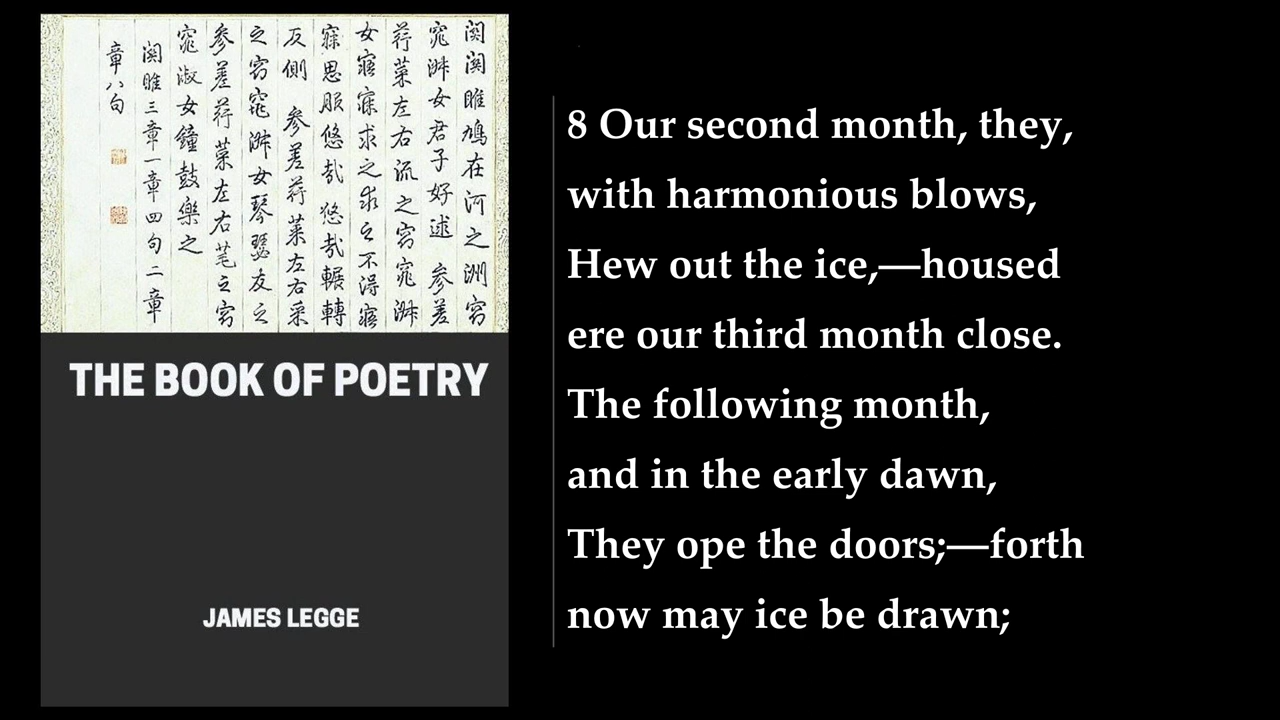 關關雎鳩在河之洲窈
窕淑女君子好逑 參差
荇菜左右流之窈窕淑
女寤寐求之求之不得寤
寐思服悠哉悠哉輾轉
反側 參差荇菜左右采
之窈窕淑女琴瑟友之
參差荇菜左右芼之窈
窕淑女鐘鼓樂之
關雎三章一章四句二章
章八句
THE BOOK OF POETRY
JAMES LEGGE
8 Our second month, they,
with harmonious blows,
Hew out the ice,—housed
ere our third month close.
The following month,
and in the early dawn,
They ope the doors;—forth
now may ice be drawn;